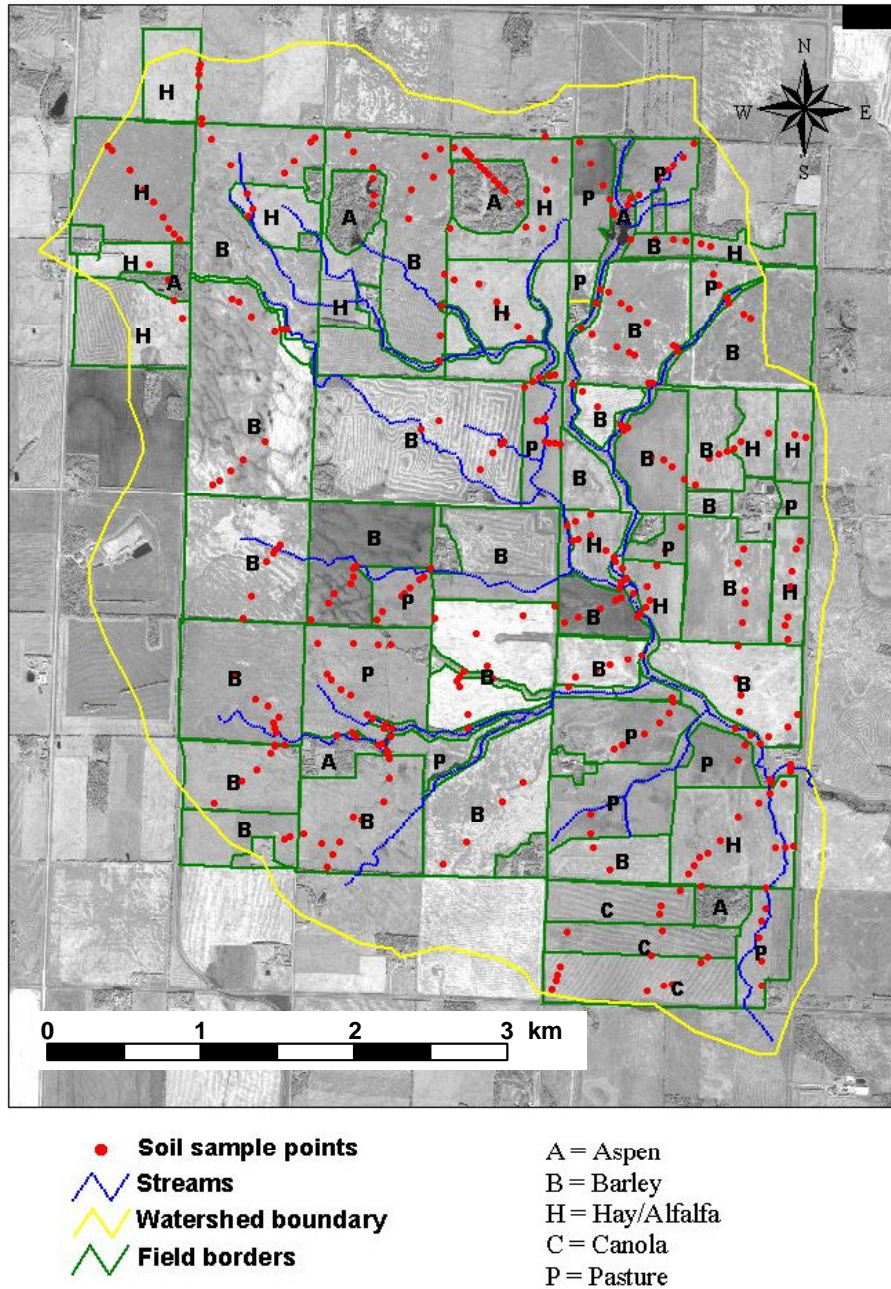 N
W E
S
H
P
P
H A A H P A
H B H B B H
H A P P
H H H B B
B B B B B H H
P B B P
B B B H P B H
B P B H
B P B B B
P
B A P P P
B B B P H
B B
C A
C P
C
0 1 2 3 km
Soil sample points
Streams
Watershed boundary
Field borders
A = Aspen
B = Barley
H = Hay/Alfalfa
C = Canola
P = Pasture